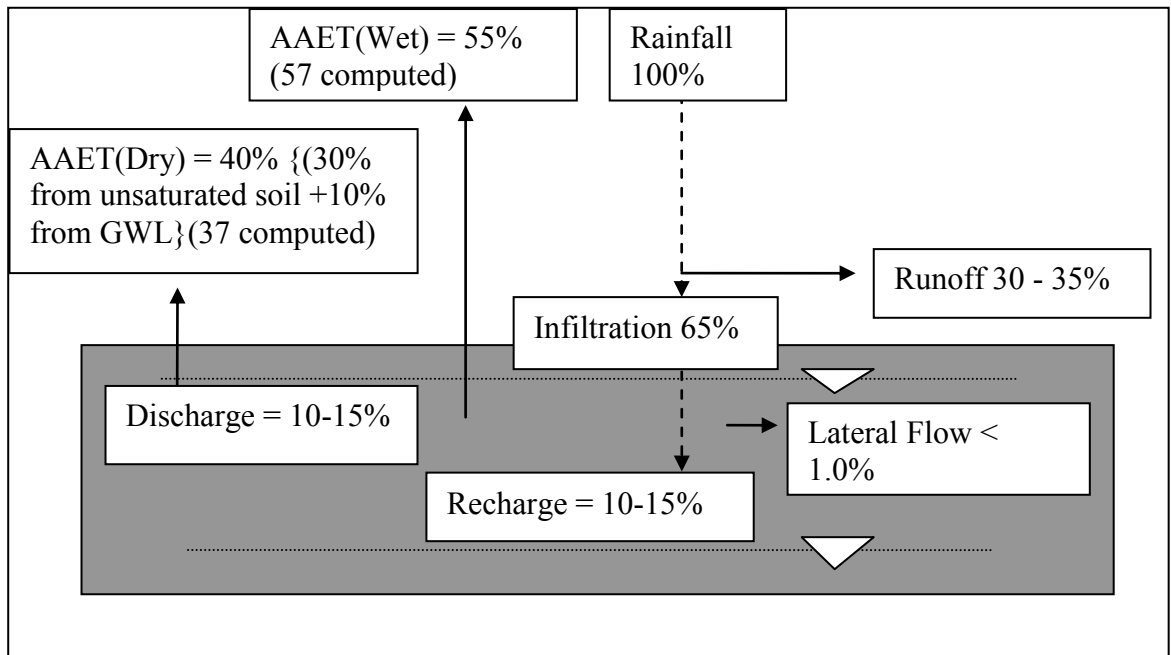 AAET(Wet) = 55%
(57 computed)
Rainfall
100%
AAET(Dry) = 40% {(30%
from unsaturated soil +10%
from GWL}(37 computed)
Runoff 30 - 35%
Infiltration 65%
Discharge = 10-15%
Lateral Flow <
1.0%
Recharge = 10-15%